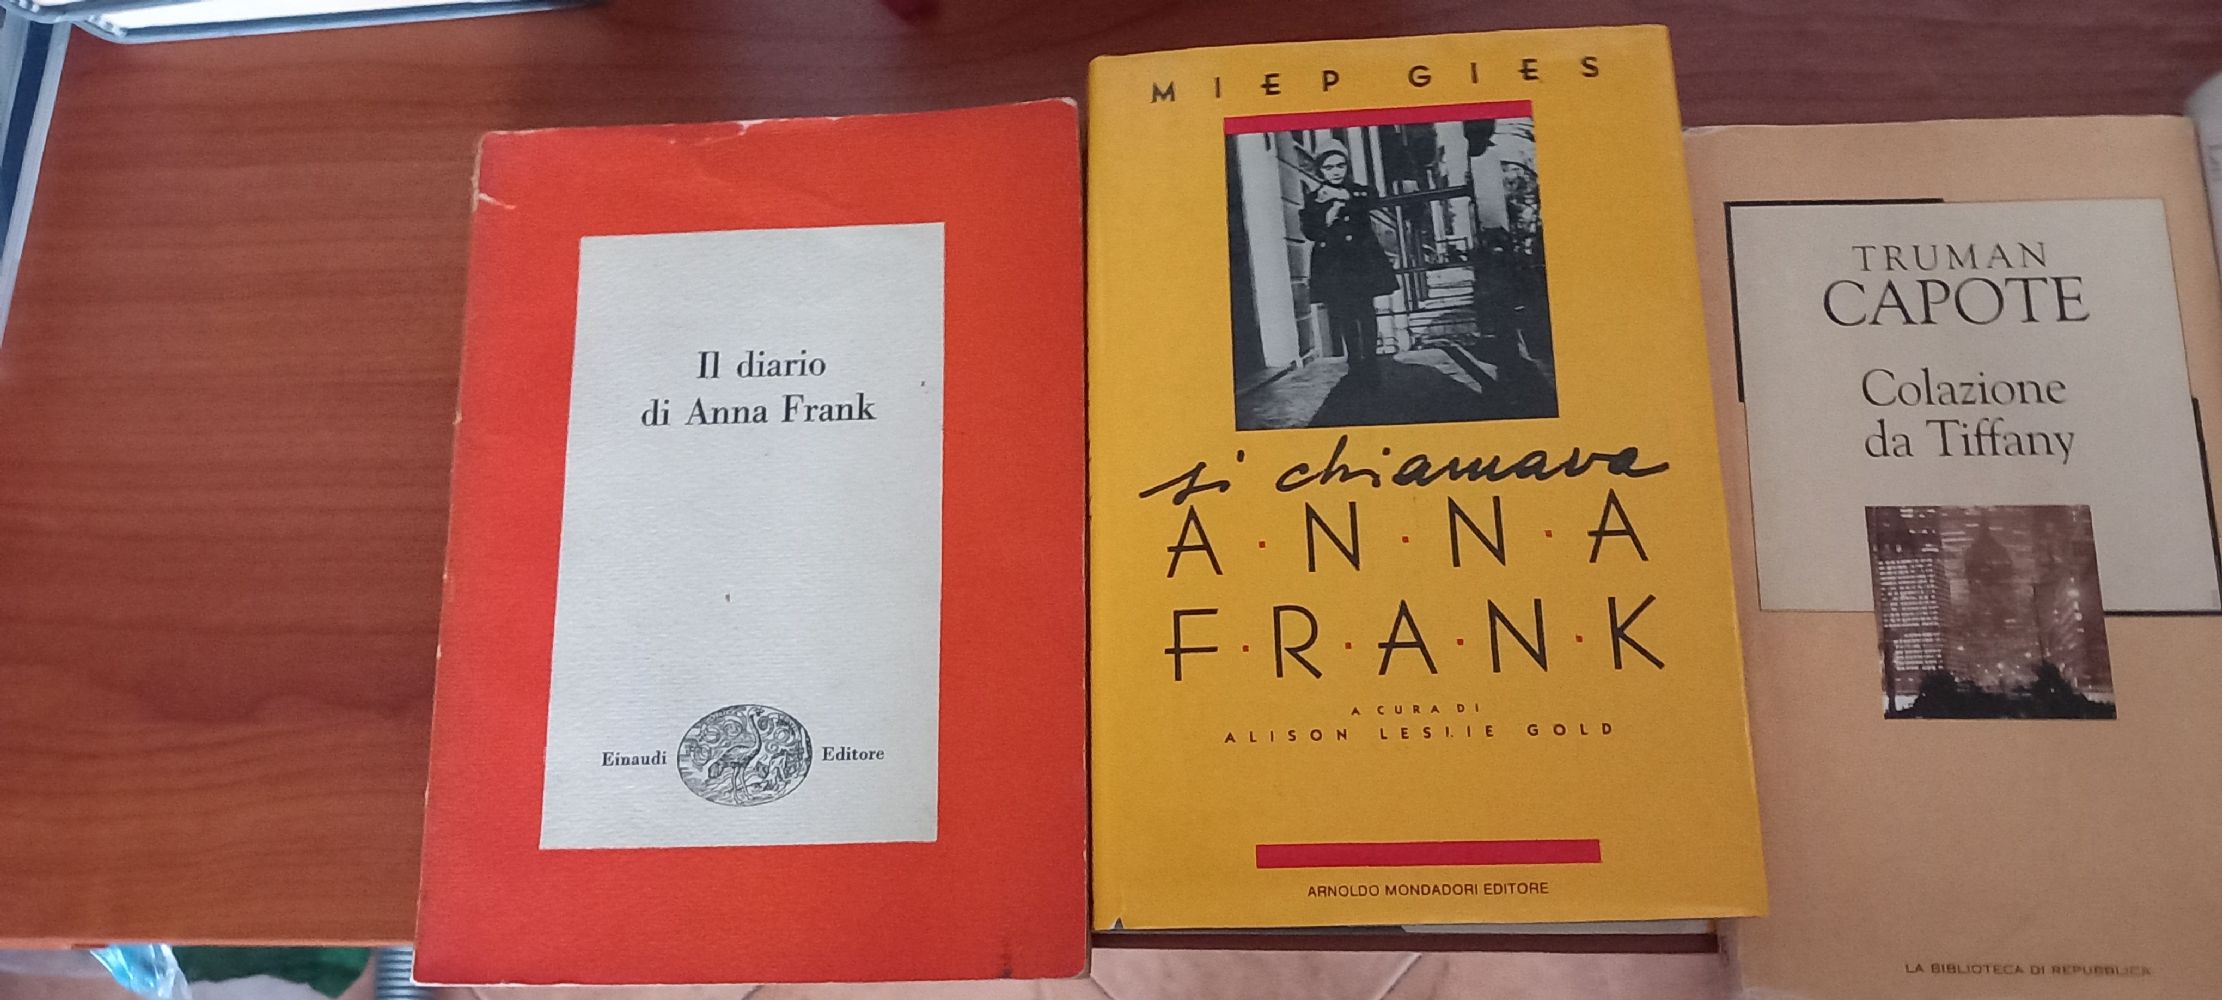 Il diario
di Anna Frank
Einaudi Editore
MIEP GIES
si chiamava
A·N·N·A
F·R·A·N·K
A CURA DI
ALISON LESLIE GOLD
ARNOLDO MONDADORI EDITORE
TRUMAN
CAPOTE
Colazione
da Tiffany
LA BIBLIOTECA DI REPUBBLICA